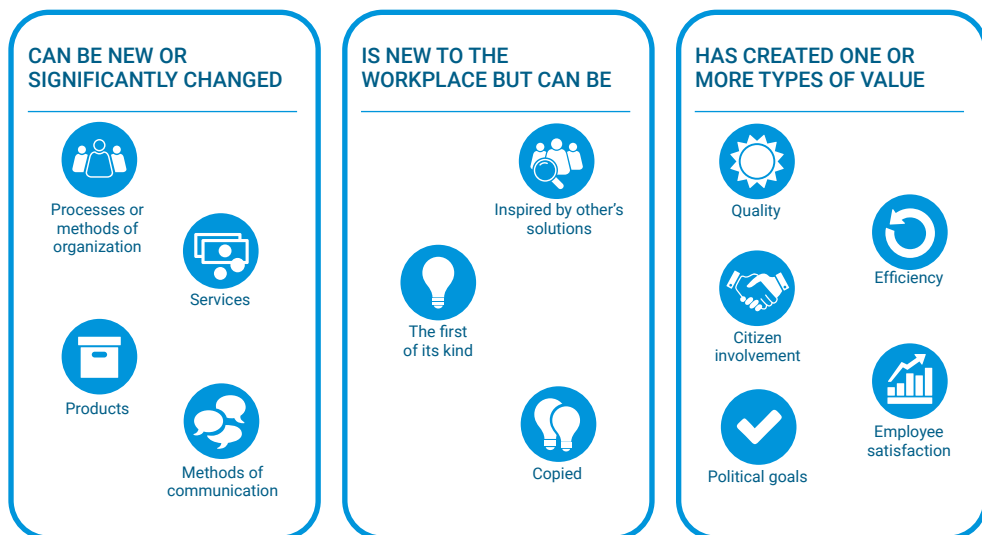 CAN BE NEW OR
SIGNIFICANTLY CHANGED
Processes or
methods of
organization
Services
Products
Methods of
communication
IS NEW TO THE
WORKPLACE BUT CAN BE
Inspired by other's
solutions
The first
of its kind
Copied
HAS CREATED ONE OR
MORE TYPES OF VALUE
Quality
Efficiency
Citizen
involvement
Employee
satisfaction
Political goals